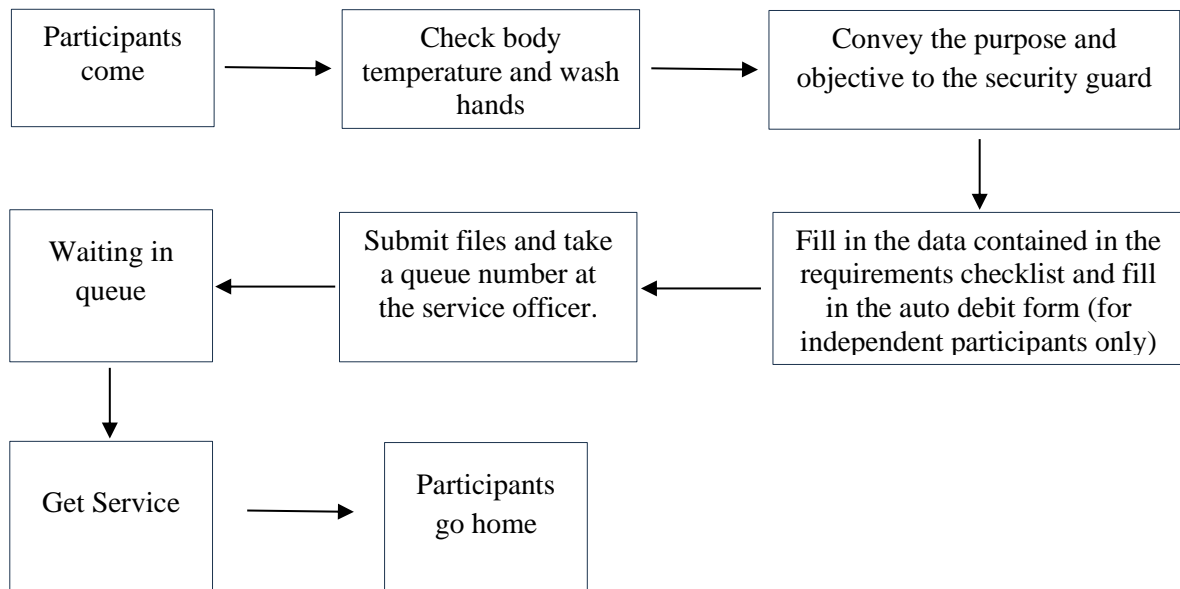 Participants
come
Check body
temperature and wash
hands
Convey the purpose and
objective to the security guard
Fill in the data contained in the
requirements checklist and fill
in the auto debit form (for
independent participants only)
Submit files and take
a queue number at
the service officer.
Waiting in
queue
Get Service
Participants
go home